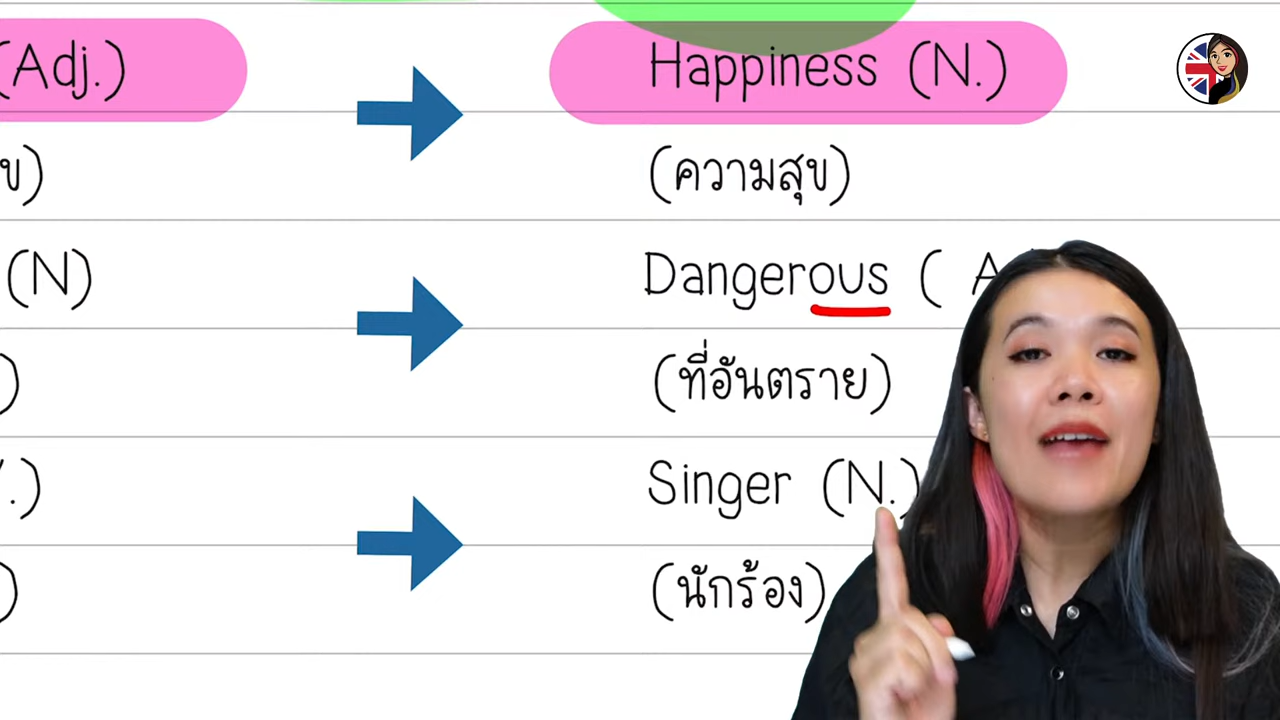 (Adj.) Happiness (N.)
ข) (ความสุข)
(N) Dangerous ( A
) (ที่อันตราย)
.) Singer (N.)
) (นักร้อง)